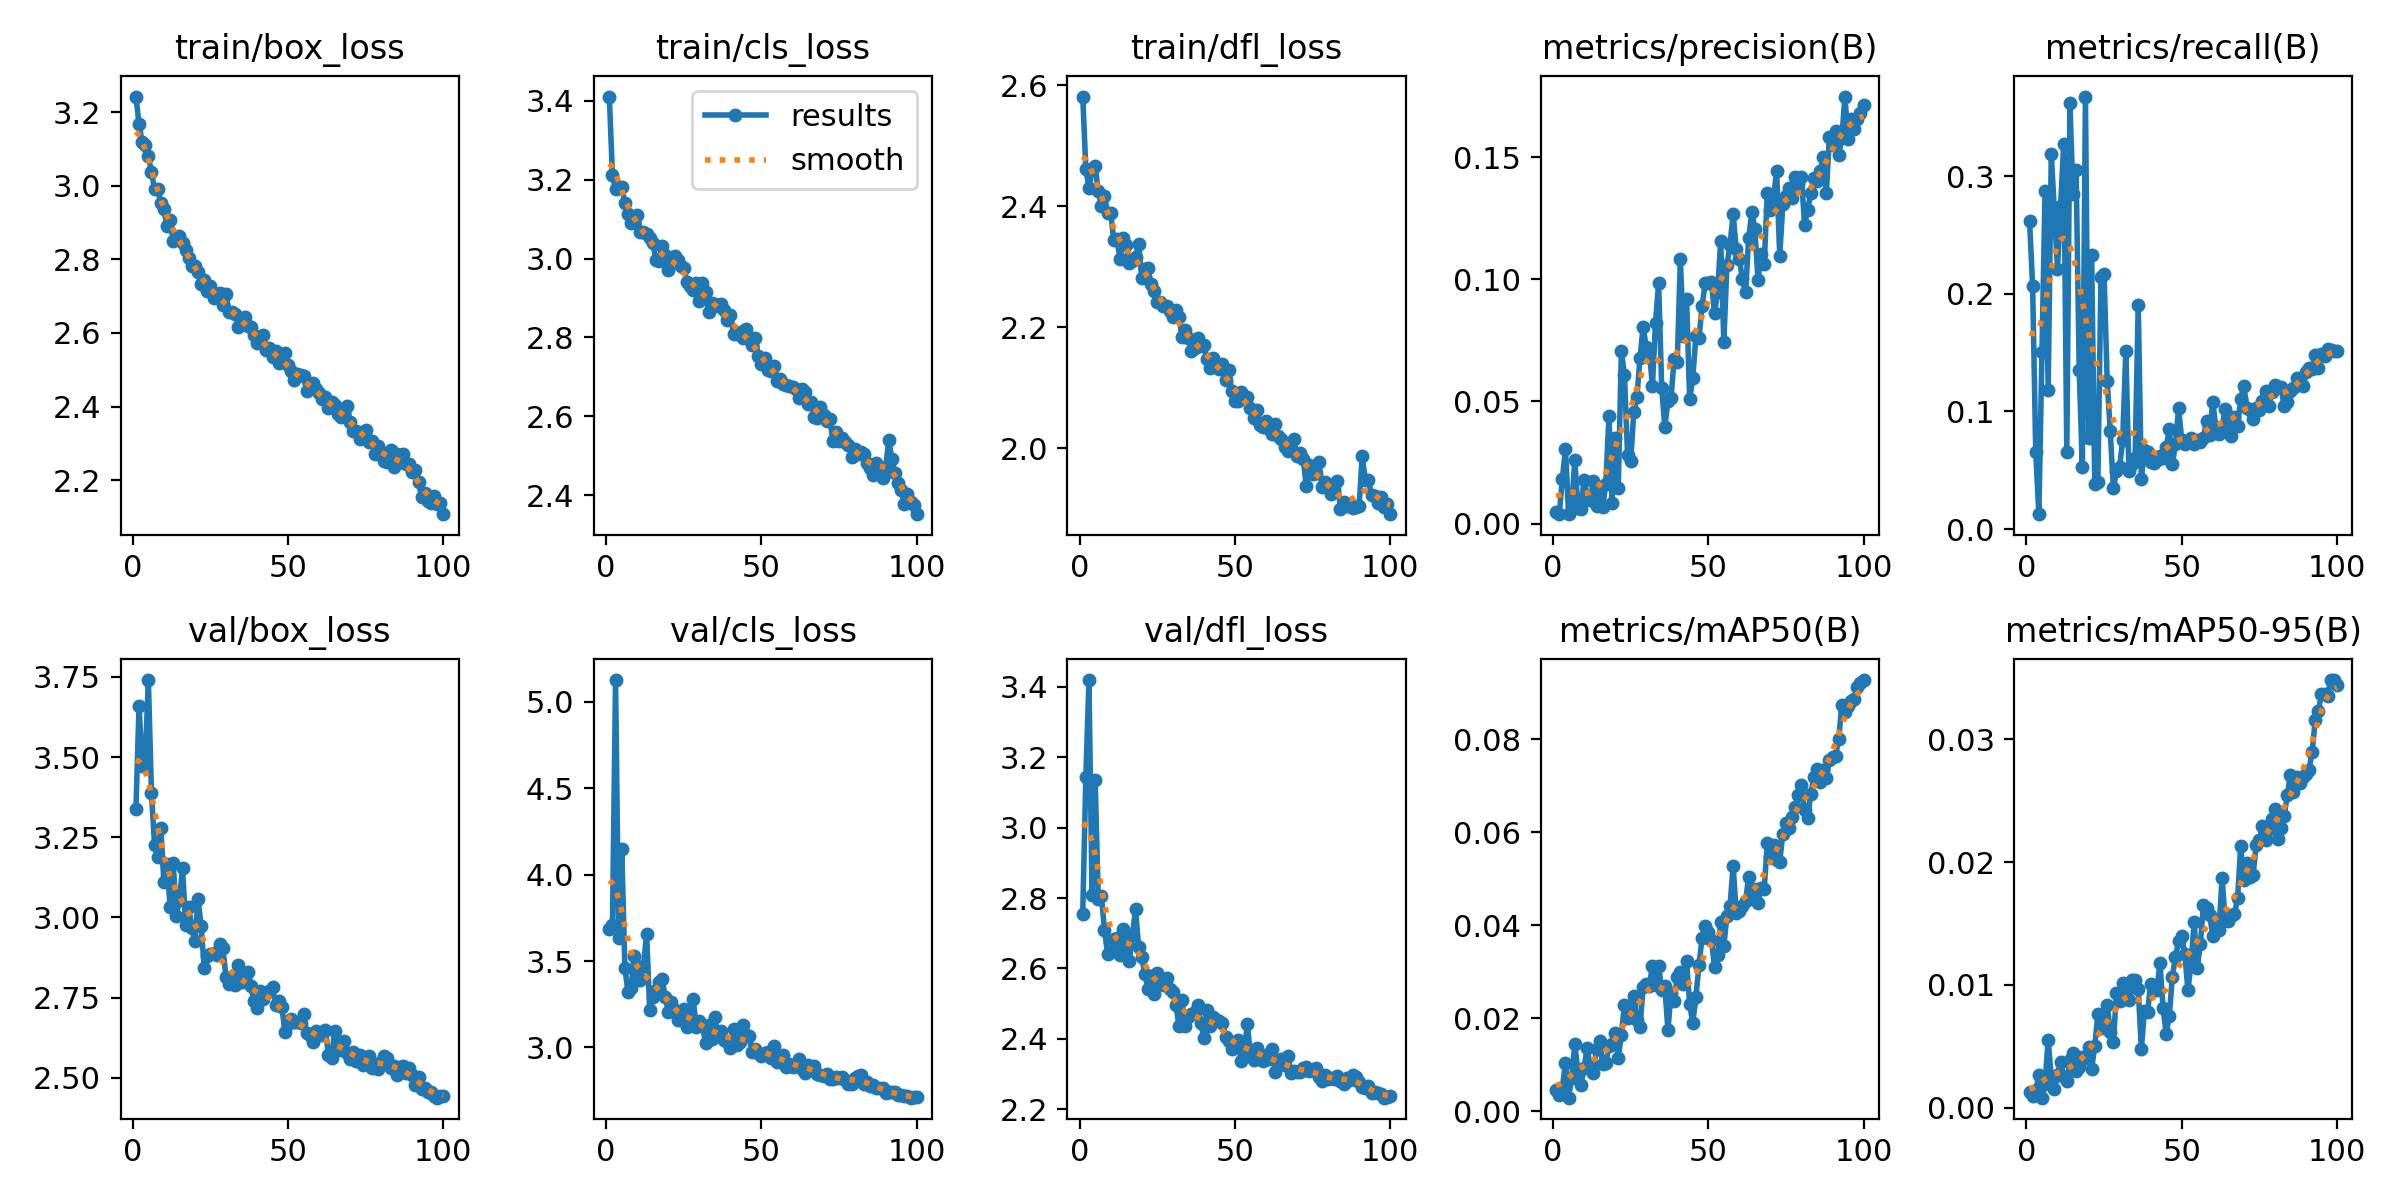 train/box_loss
3.2
3.0
2.8
2.6
2.4
2.2
0 50 100
train/cls_loss
results
smooth
3.4
3.2
3.0
2.8
2.6
2.4
0 50 100
train/dfl_loss
2.6
2.4
2.2
2.0
0 50 100
metrics/precision(B)
0.15
0.10
0.05
0.00
0 50 100
metrics/recall(B)
0.3
0.2
0.1
0.0
0 50 100
val/box_loss
3.75
3.50
3.25
3.00
2.75
2.50
0 50 100
val/cls_loss
5.0
4.5
4.0
3.5
3.0
0 50 100
val/dfl_loss
3.4
3.2
3.0
2.8
2.6
2.4
2.2
0 50 100
metrics/mAP50(B)
0.08
0.06
0.04
0.02
0.00
0 50 100
metrics/mAP50-95(B)
0.03
0.02
0.01
0.00
0 50 100